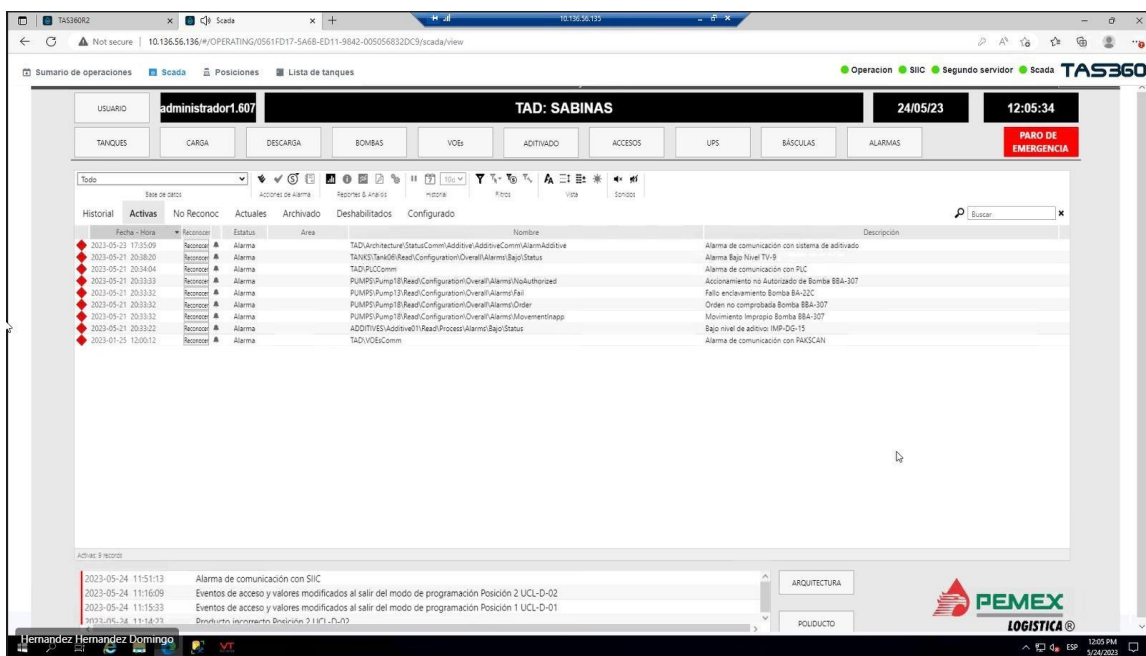 TAS360R2 Scada 10.136.56.135
Not secure 10.136.56.136/#/OPERATING/0561FD17-5A6B-ED11-9842-005056832DC9/scada/view
Sumario de operaciones Scada Posiciones Lista de tanques Operacion SIIC Segundo servidor Scada TAS360
USUARIO administrador1.607 TAD: SABINAS 24/05/23 12:05:34
TANQUES CARGA DESCARGA BOMBAS VOEs ADITIVADO ACCESOS UPS BÁSCULAS ALARMAS PARO DE EMERGENCIA
Todo 10s
Base de datos Acciones de Alarma Reportes & Analisis Historial Filtros Vista Sonidos
Historial Activas No Reconoc Actuales Archivado Deshabilitados Configurado Buscar
Fecha - Hora Reconocer Estatus Area Nombre Descripción
2023-05-23 17:35:09 Reconocer Alarma TAD\Architecture\StatusComm\Additive\AdditiveComm\AlarmAdditive Alarma de comunicación con sistema de aditivado
2023-05-21 20:38:20 Reconocer Alarma TANKS\Tank06\Read\Configuration\Overall\Alarms\Bajo\Status Alarma Bajo Nivel TV-9
2023-05-21 20:34:04 Reconocer Alarma TAD\PLCComm Alarma de comunicación con PLC
2023-05-21 20:33:33 Reconocer Alarma PUMPS\Pump18\Read\Configuration\Overall\Alarms\NoAuthorized Accionamiento no Autorizado de Bomba BBA-307
2023-05-21 20:33:32 Reconocer Alarma PUMPS\Pump13\Read\Configuration\Overall\Alarms\Fail Fallo enclavamiento Bomba BA-22C
2023-05-21 20:33:32 Reconocer Alarma PUMPS\Pump18\Read\Configuration\Overall\Alarms\Order Orden no comprobada Bomba BBA-307
2023-05-21 20:33:32 Reconocer Alarma PUMPS\Pump18\Read\Configuration\Overall\Alarms\MovementInapp Movimiento Impropio Bomba BBA-307
2023-05-21 20:33:22 Reconocer Alarma ADDITIVES\Additive01\Read\Process\Alarms\Bajo\Status Bajo nivel de aditivo: IMP-DG-15
2023-01-25 12:00:12 Reconocer Alarma TAD\VOEsComm Alarma de comunicación con PAKSCAN
Activas: 9 records
2023-05-24 11:51:13 Alarma de comunicación con SIIC
2023-05-24 11:16:09 Eventos de acceso y valores modificados al salir del modo de programación Posición 2 UCL-D-02
2023-05-24 11:15:33 Eventos de acceso y valores modificados al salir del modo de programación Posición 1 UCL-D-01
2023-05-24 11:14:23 Producto incorrecto Posición 2 UCL-D-02
ARQUITECTURA
POLIDUCTO
PEMEX
LOGISTICA®
Hernandez Hernandez Domingo
ESP 12:05 PM
5/24/2023